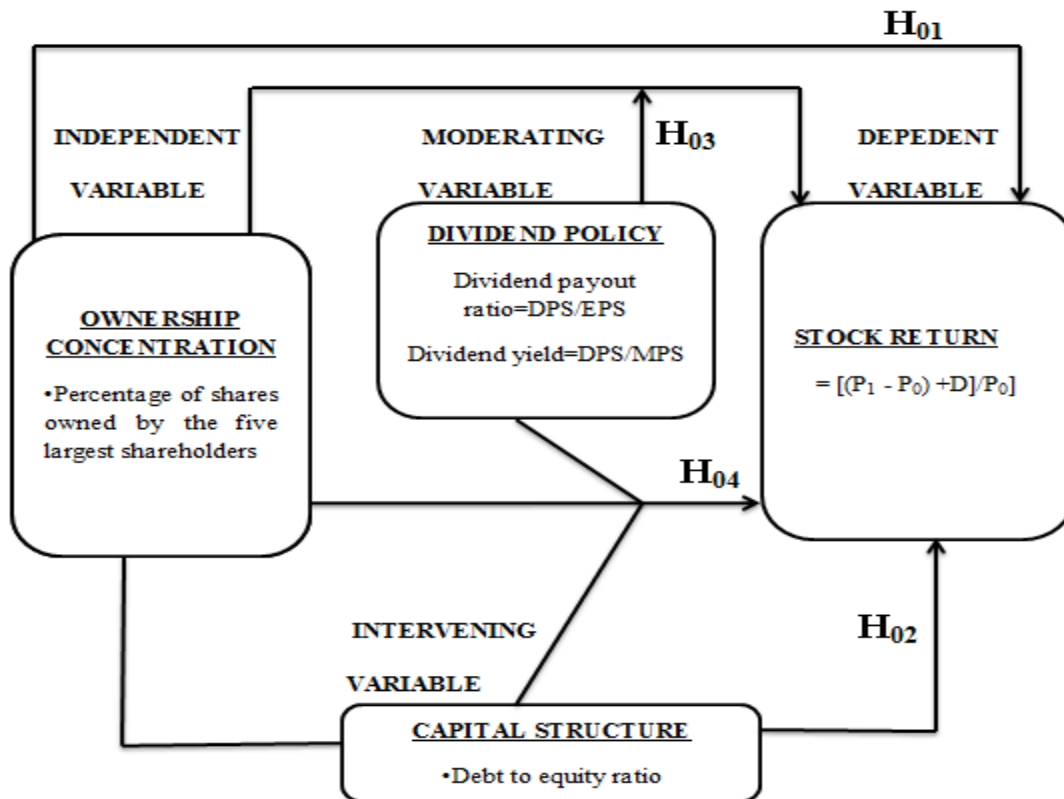 H01
INDEPENDENT
VARIABLE
MODERATING
VARIABLE
H03
DEPEDENT
VARIABLE
OWNERSHIP
CONCENTRATION
•Percentage of shares
owned by the five
largest shareholders
DIVIDEND POLICY
Dividend payout
ratio=DPS/EPS
Dividend yield=DPS/MPS
STOCK RETURN
= [(P1 - P0) +D]/P0]
H04
INTERVENING
VARIABLE
H02
CAPITAL STRUCTURE
•Debt to equity ratio